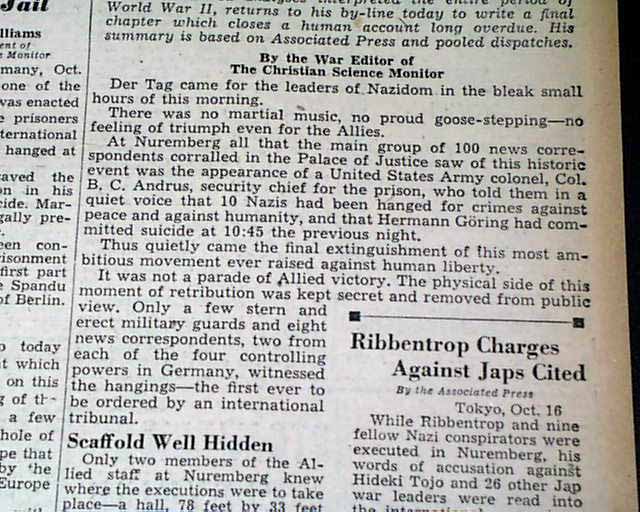 Jail
lliams
ent of
e Monitor
many, Oct.
one of the
was enacted
e prisoners
ternational
hanged at
aved the
on in his
cide. Mar-
gally pre-
een con-
risonment
first part
e Spandu
of Berlin.
p today
at which
on this
g of th-
a few
hole of
pe that
by the
Europe
World War II, returns to his by-line today to write a final
chapter which closes a human account long overdue. His
summary is based on Associated Press and pooled dispatches.
By the War Editor of
The Christian Science Monitor
Der Tag came for the leaders of Nazidom in the bleak small
hours of this morning.
There was no martial music, no proud goose-stepping—no
feeling of triumph even for the Allies.
At Nuremberg all that the main group of 100 news corre-
spondents corralled in the Palace of Justice saw of this historic
event was the appearance of a United States Army colonel, Col.
B. C. Andrus, security chief for the prison, who told them in a
quiet voice that 10 Nazis had been hanged for crimes against
peace and against humanity, and that Hermann Göring had com-
mitted suicide at 10:45 the previous night.
Thus quietly came the final extinguishment of this most am-
bitious movement ever raised against human liberty.
It was not a parade of Allied victory. The physical side of this
moment of retribution was kept secret and removed from public
view. Only a few stern and
erect military guards and eight
news correspondents, two from
each of the four controlling
powers in Germany, witnessed
the hangings—the first ever to
be ordered by an international
tribunal.
Scaffold Well Hidden
Only two members of the Al-
lied staff at Nuremberg knew
where the executions were to take
place—a hall, 78 feet by 33 feet
Ribbentrop Charges
Against Japs Cited
By the Associated Press
Tokyo, Oct. 16
While Ribbentrop and nine
fellow Nazi conspirators were
executed in Nuremberg, his
words of accusation against
Hideki Tojo and 26 other Jap
war leaders were read into